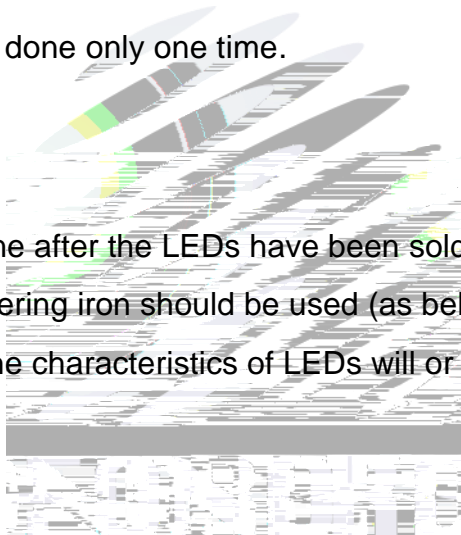 done only one time.
ne after the LEDs have been sold
ering iron should be used (as bel
ne characteristics of LEDs will or